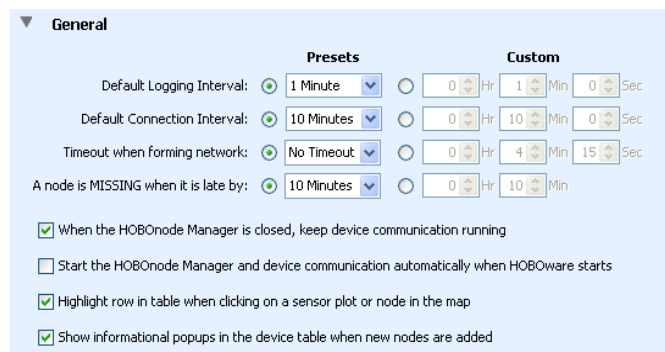 General
Presets Custom
Default Logging Interval: 1 Minute 0 Hr 1 Min 0 Sec
Default Connection Interval: 10 Minutes 0 Hr 10 Min 0 Sec
Timeout when forming network: No Timeout 0 Hr 4 Min 15 Sec
A node is MISSING when it is late by: 10 Minutes 0 Hr 10 Min
When the HOBOnode Manager is closed, keep device communication running
Start the HOBOnode Manager and device communication automatically when HOBOware starts
Highlight row in table when clicking on a sensor plot or node in the map
Show informational popups in the device table when new nodes are added